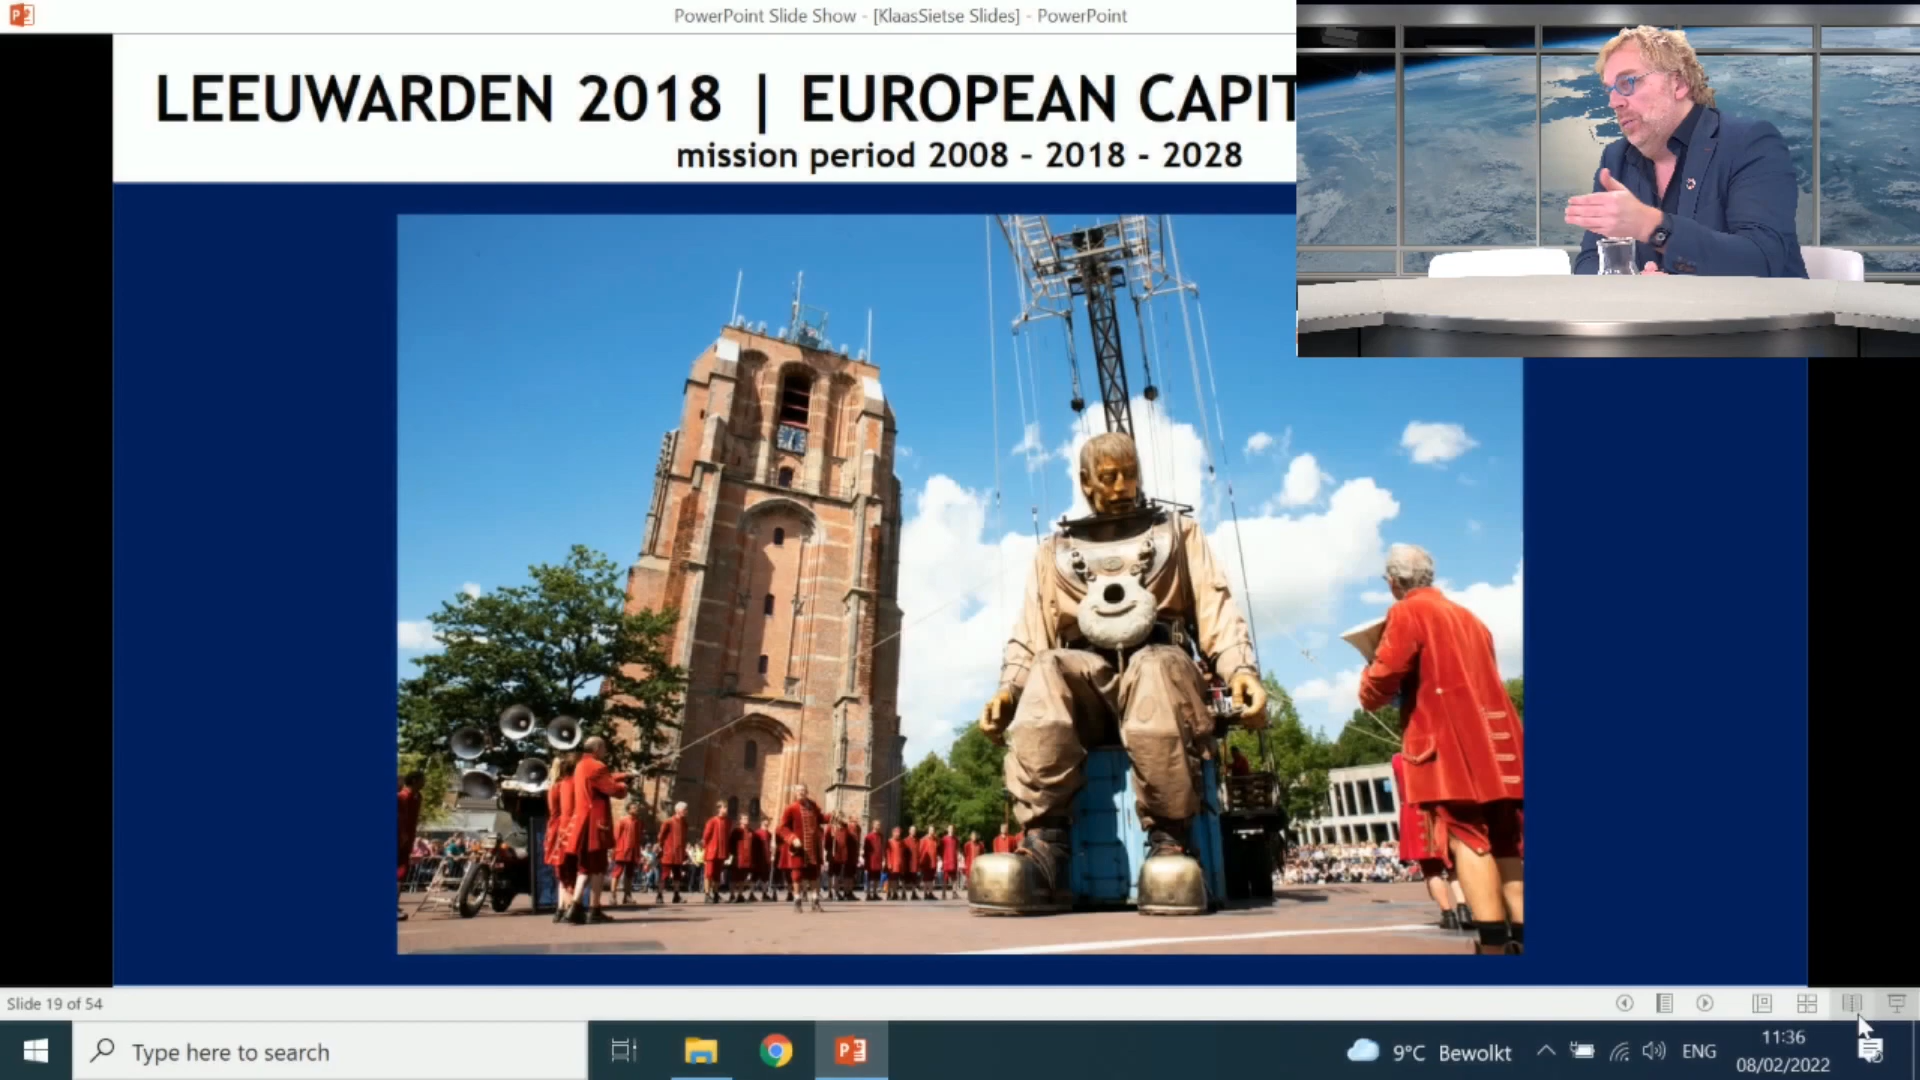 PowerPoint Slide Show - [KlaasSietse Slides] - PowerPoint
LEEUWARDEN 2018 | EUROPEAN CAPIT
mission period 2008 - 2018 - 2028
Slide 19 of 54
Type here to search
9°C Bewolkt
ENG
11:36
08/02/2022